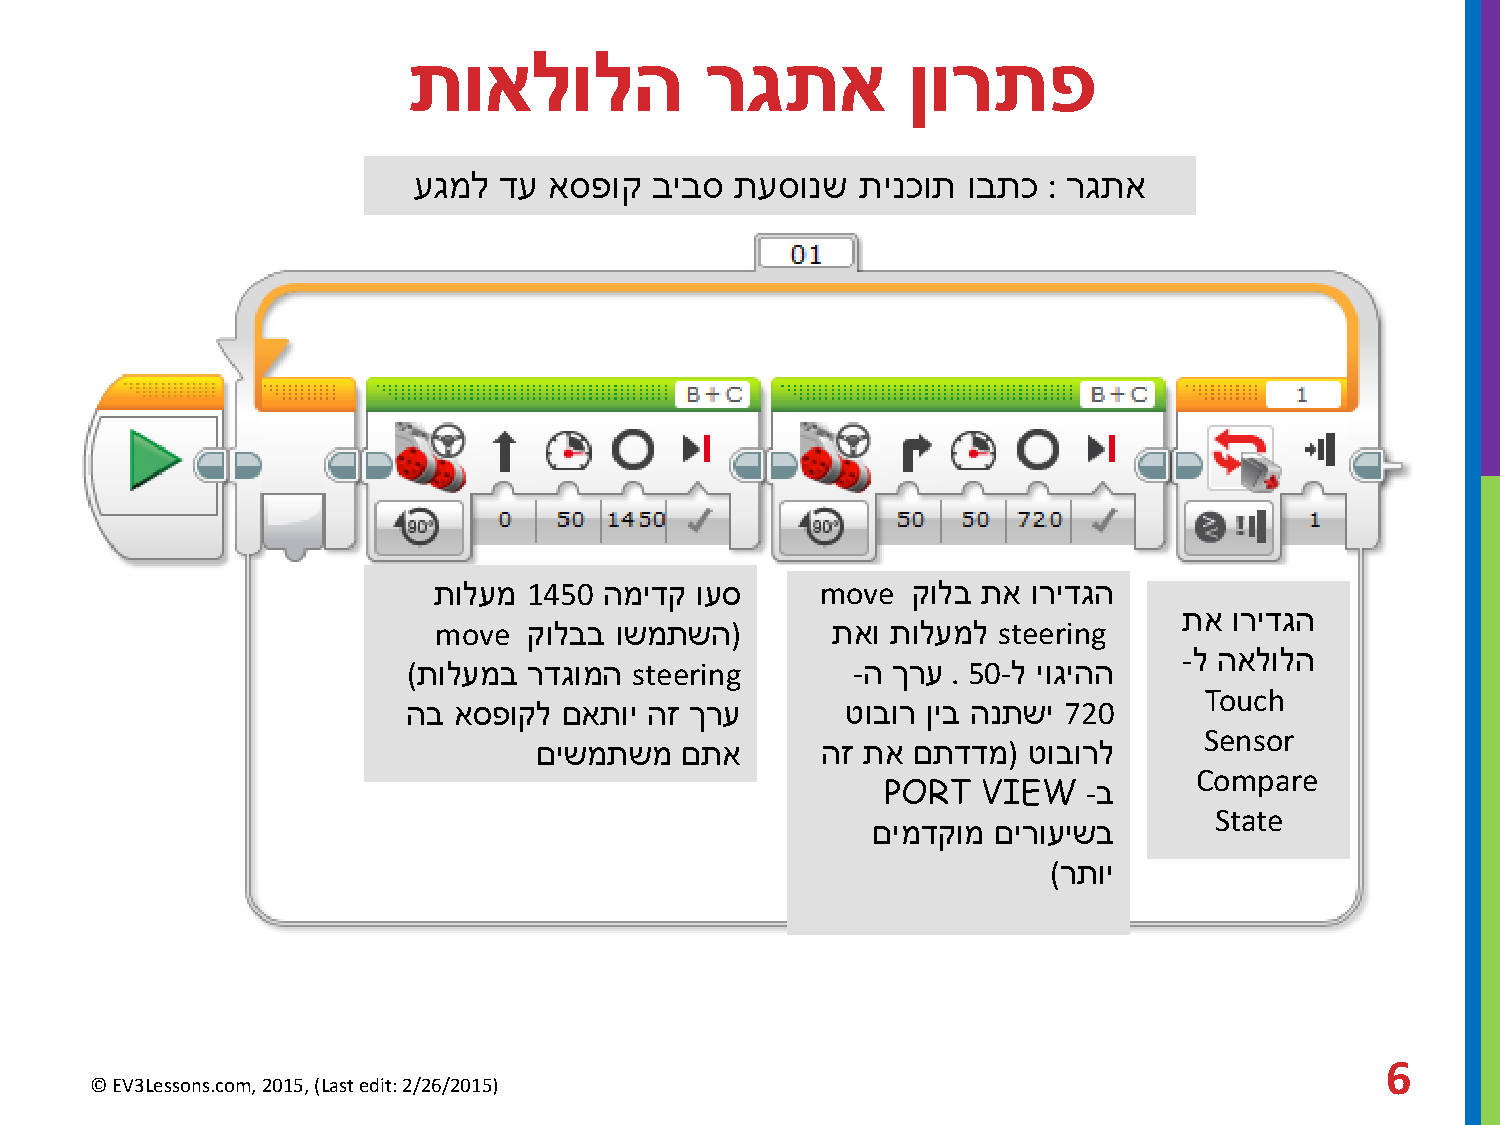 פתרון אתגר הלולאות
אתגר : כתבו תוכנית שנוסעת סביב קופסא עד למגע
01
B+C
B+C
1
90°
0
50
1450
90°
50
50
720
1
סעו קדימה 1450 מעלות
(השתמשו בבלוק move
steering המוגדר במעלות)
ערך זה יותאם לקופסא בה
אתם משתמשים
הגדירו את בלוק move
steering למעלות ואת
ההיגוי ל-50 . ערך ה-
720 ישתנה בין רובוט
לרובוט (מדדתם את זה
ב- PORT VIEW
בשיעורים מוקדמים
יותר)
הגדירו את
הלולאה ל-
Touch
Sensor
Compare
State
© EV3Lessons.com, 2015, (Last edit: 2/26/2015)
6